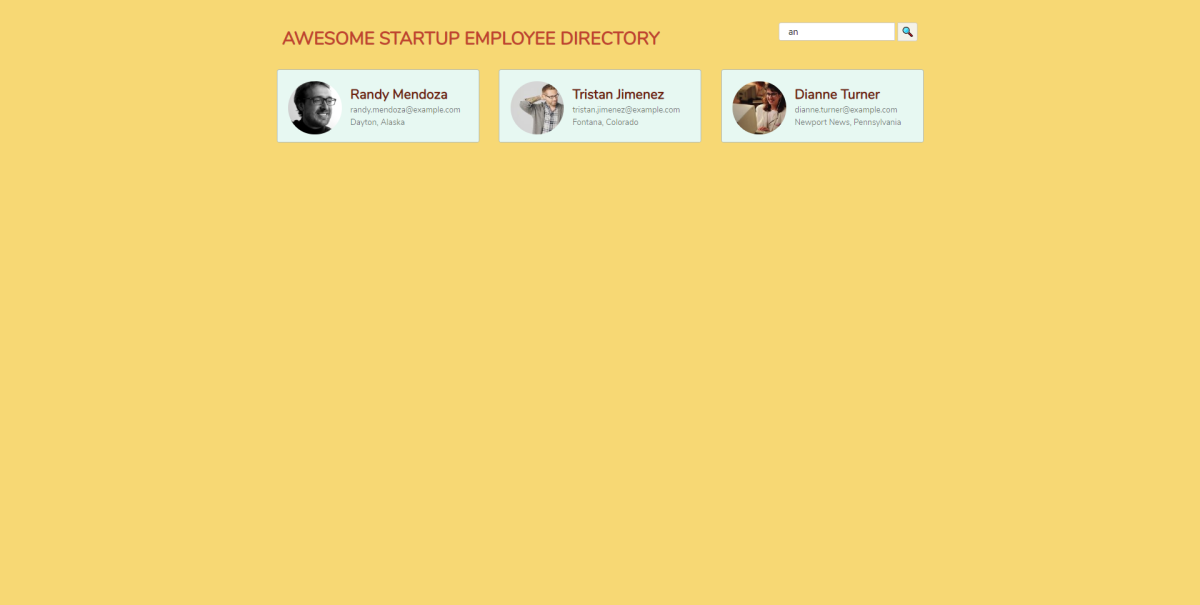 AWESOME STARTUP EMPLOYEE DIRECTORY
an
Randy Mendoza
randy.mendoza@example.com
Dayton, Alaska
Tristan Jimenez
tristan.jimenez@example.com
Fontana, Colorado
Dianne Turner
dianne.turner@example.com
Newport News, Pennsylvania